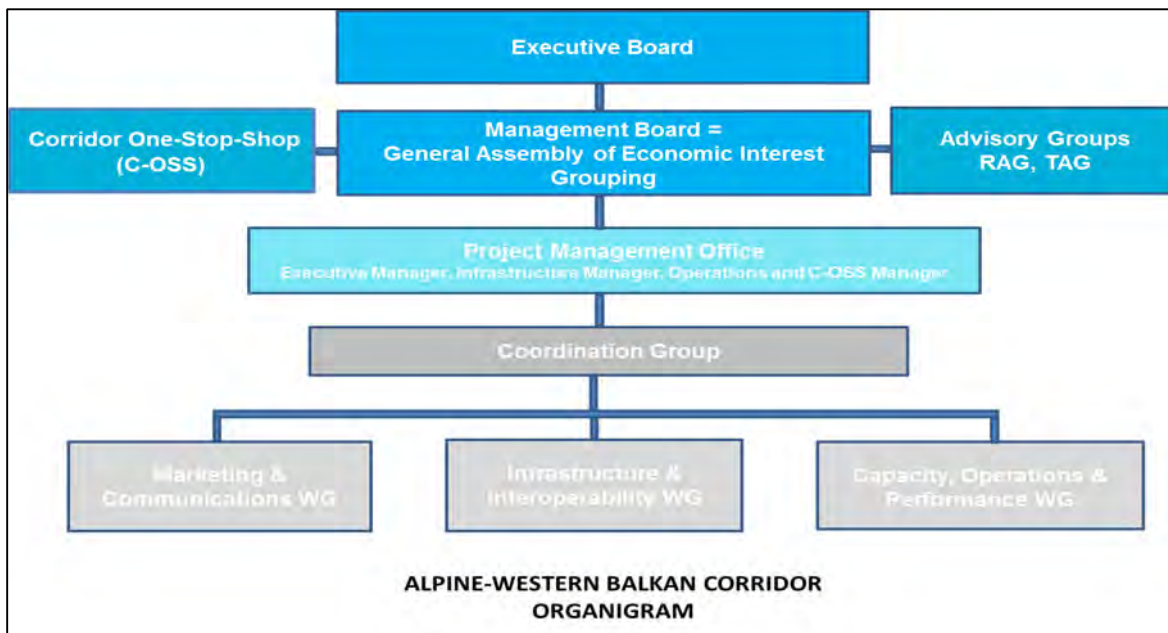 Executive Board
Corridor One-Stop-Shop
(C-OSS)
Management Board =
General Assembly of Economic Interest
Grouping
Advisory Groups
RAG, TAG
Project Management Office
Executive Manager, Infrastructure Manager, Operations and C-OSS Manager
Coordination Group
Marketing &
Communications WG
Infrastructure &
Interoperability WG
Capacity, Operations &
Performance WG
ALPINE-WESTERN BALKAN CORRIDOR
ORGANIGRAM